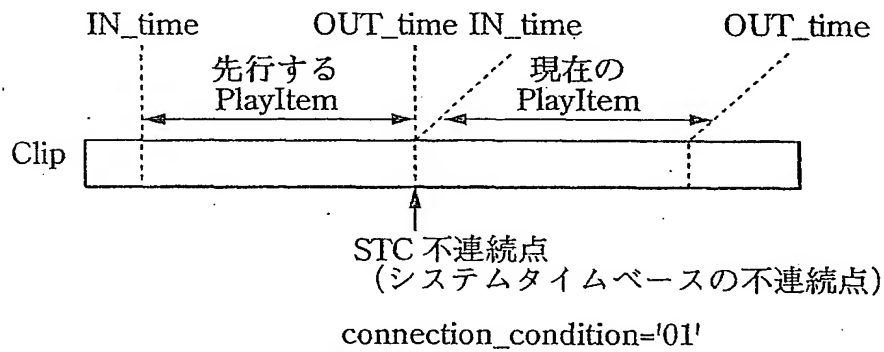 IN_time OUT_time IN_time OUT_time
先行する 現在の
PlayItem PlayItem
Clip
STC 不連続点
(システムタイムベースの不連続点)
connection_condition='01'